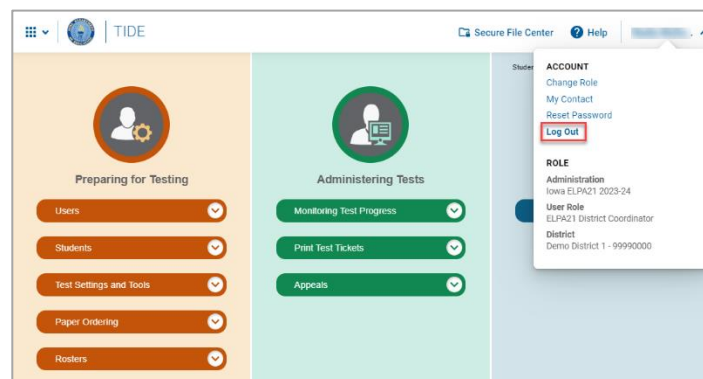 TIDE
Secure File Center
Help
Preparing for Testing
Users
Students
Test Settings and Tools
Paper Ordering
Rosters
Administering Tests
Monitoring Test Progress
Print Test Tickets
Appeals
ACCOUNT
Change Role
My Contact
Reset Password
Log Out
ROLE
Administration
Iowa ELPA21 2023-24
User Role
ELPA21 District Coordinator
District
Demo District 1 - 99990000